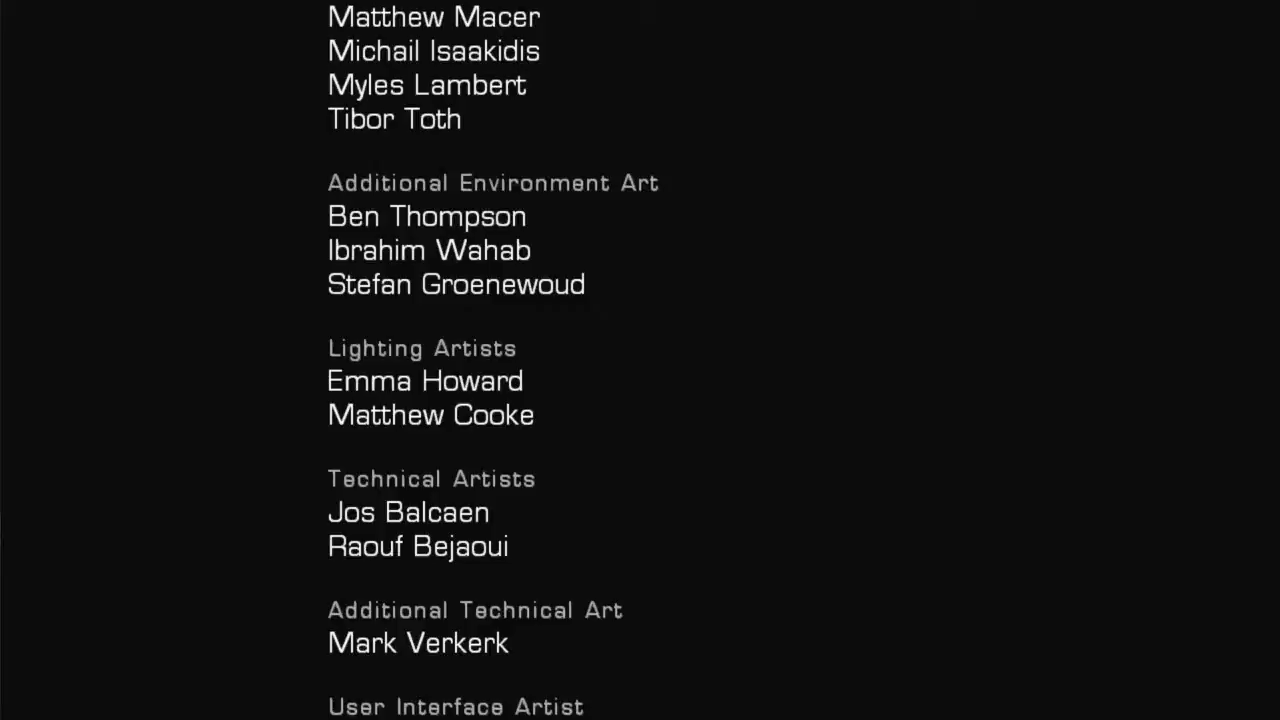 Matthew Macer
Michail Isaakidis
Myles Lambert
Tibor Toth
Additional Environment Art
Ben Thompson
Ibrahim Wahab
Stefan Groenewoud
Lighting Artists
Emma Howard
Matthew Cooke
Technical Artists
Jos Balcaen
Raouf Bejaoui
Additional Technical Art
Mark Verkerk
User Interface Artist